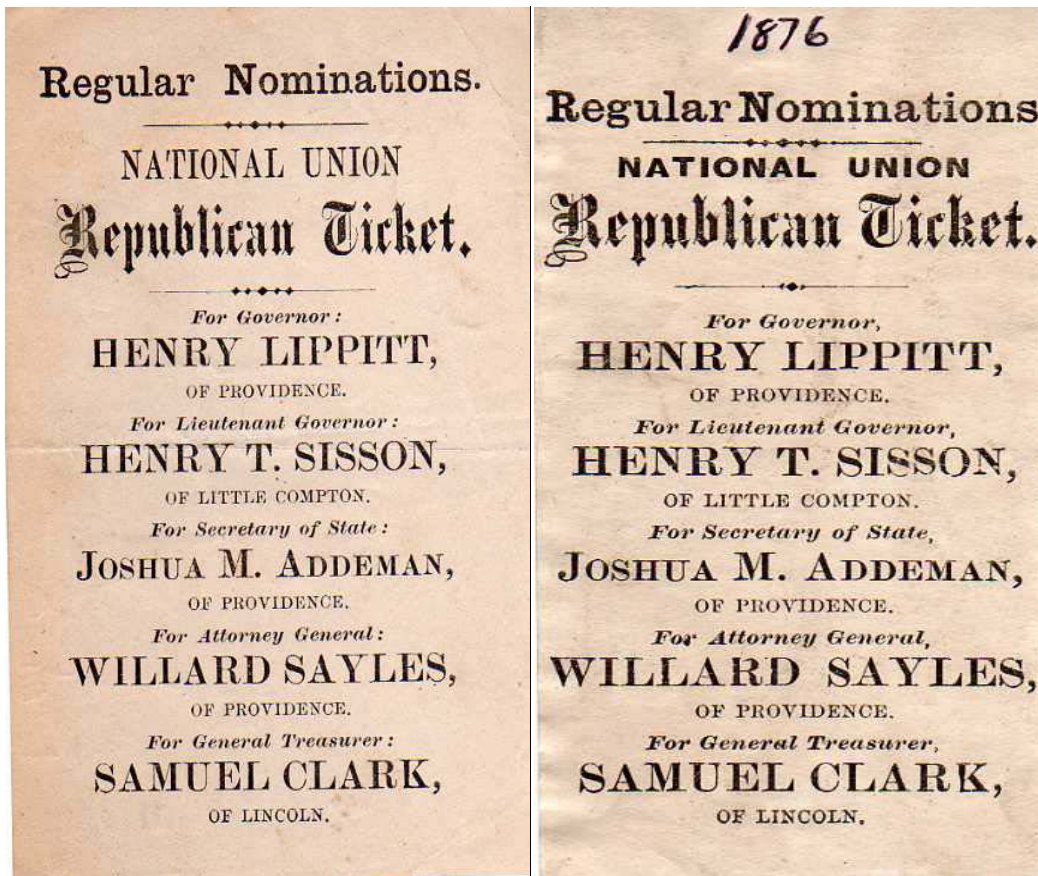 Regular Nominations.
NATIONAL UNION
Republican Ticket.
For Governor:
HENRY LIPPITT,
OF PROVIDENCE.
For Lieutenant Governor:
HENRY T. SISSON,
OF LITTLE COMPTON.
For Secretary of State:
JOSHUA M. ADDEMAN,
OF PROVIDENCE.
For Attorney General:
WILLARD SAYLES,
OF PROVIDENCE.
For General Treasurer:
SAMUEL CLARK,
OF LINCOLN.
1876
Regular Nominations
NATIONAL UNION
Republican Ticket.
For Governor,
HENRY LIPPITT,
OF PROVIDENCE.
For Lieutenant Governor,
HENRY T. SISSON,
OF LITTLE COMPTON.
For Secretary of State,
JOSHUA M. ADDEMAN,
OF PROVIDENCE.
For Attorney General,
WILLARD SAYLES,
OF PROVIDENCE.
For General Treasurer,
SAMUEL CLARK,
OF LINCOLN.